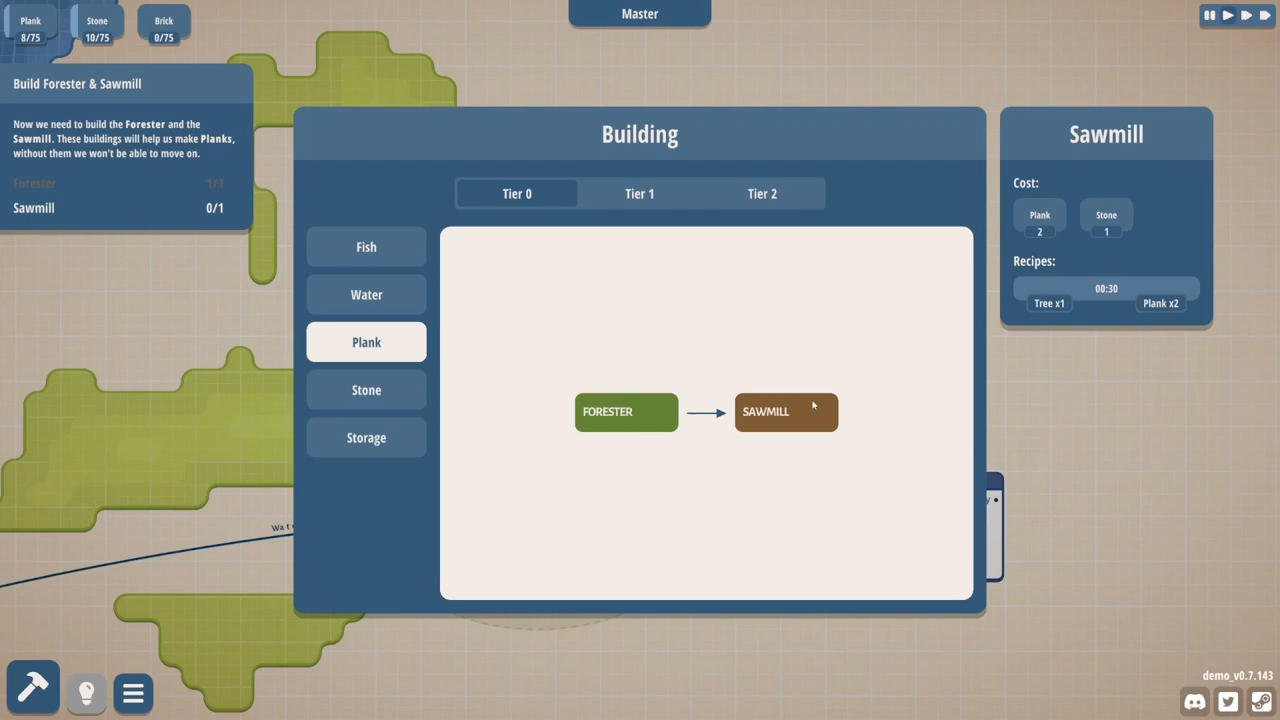 Plank
8/75
Stone
10/75
Brick
0/75
Master
Build Forester & Sawmill
Now we need to build the Forester and the
Sawmill. These buildings will help us make Planks,
without them we won't be able to move on.
Forester 1/1
Sawmill 0/1
Building
Tier 0
Tier 1
Tier 2
Fish
Water
Plank
Stone
Storage
FORESTER
SAWMILL
Sawmill
Cost:
Plank
2
Stone
1
Recipes:
00:30
Tree x1
Plank x2
demo_v0.7.143